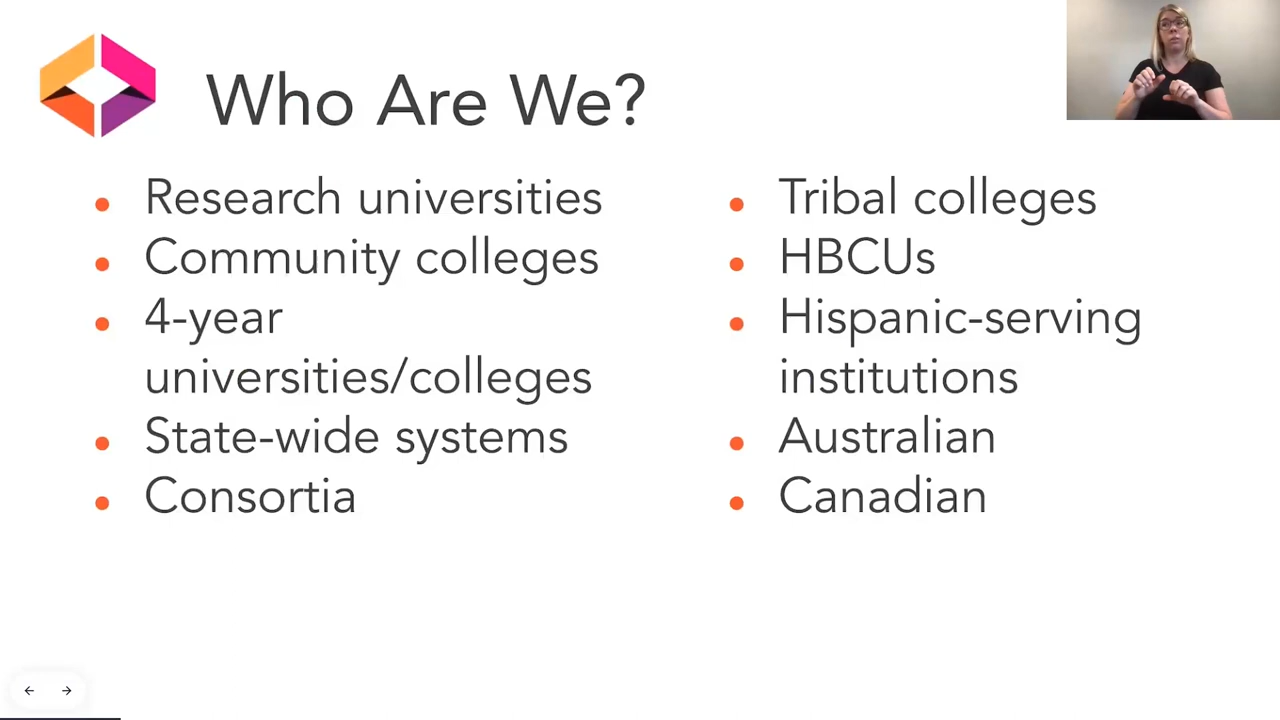 Who Are We?
Research universities
Community colleges
4-year
universities/colleges
State-wide systems
Consortia
Tribal colleges
HBCUs
Hispanic-serving
institutions
Australian
Canadian